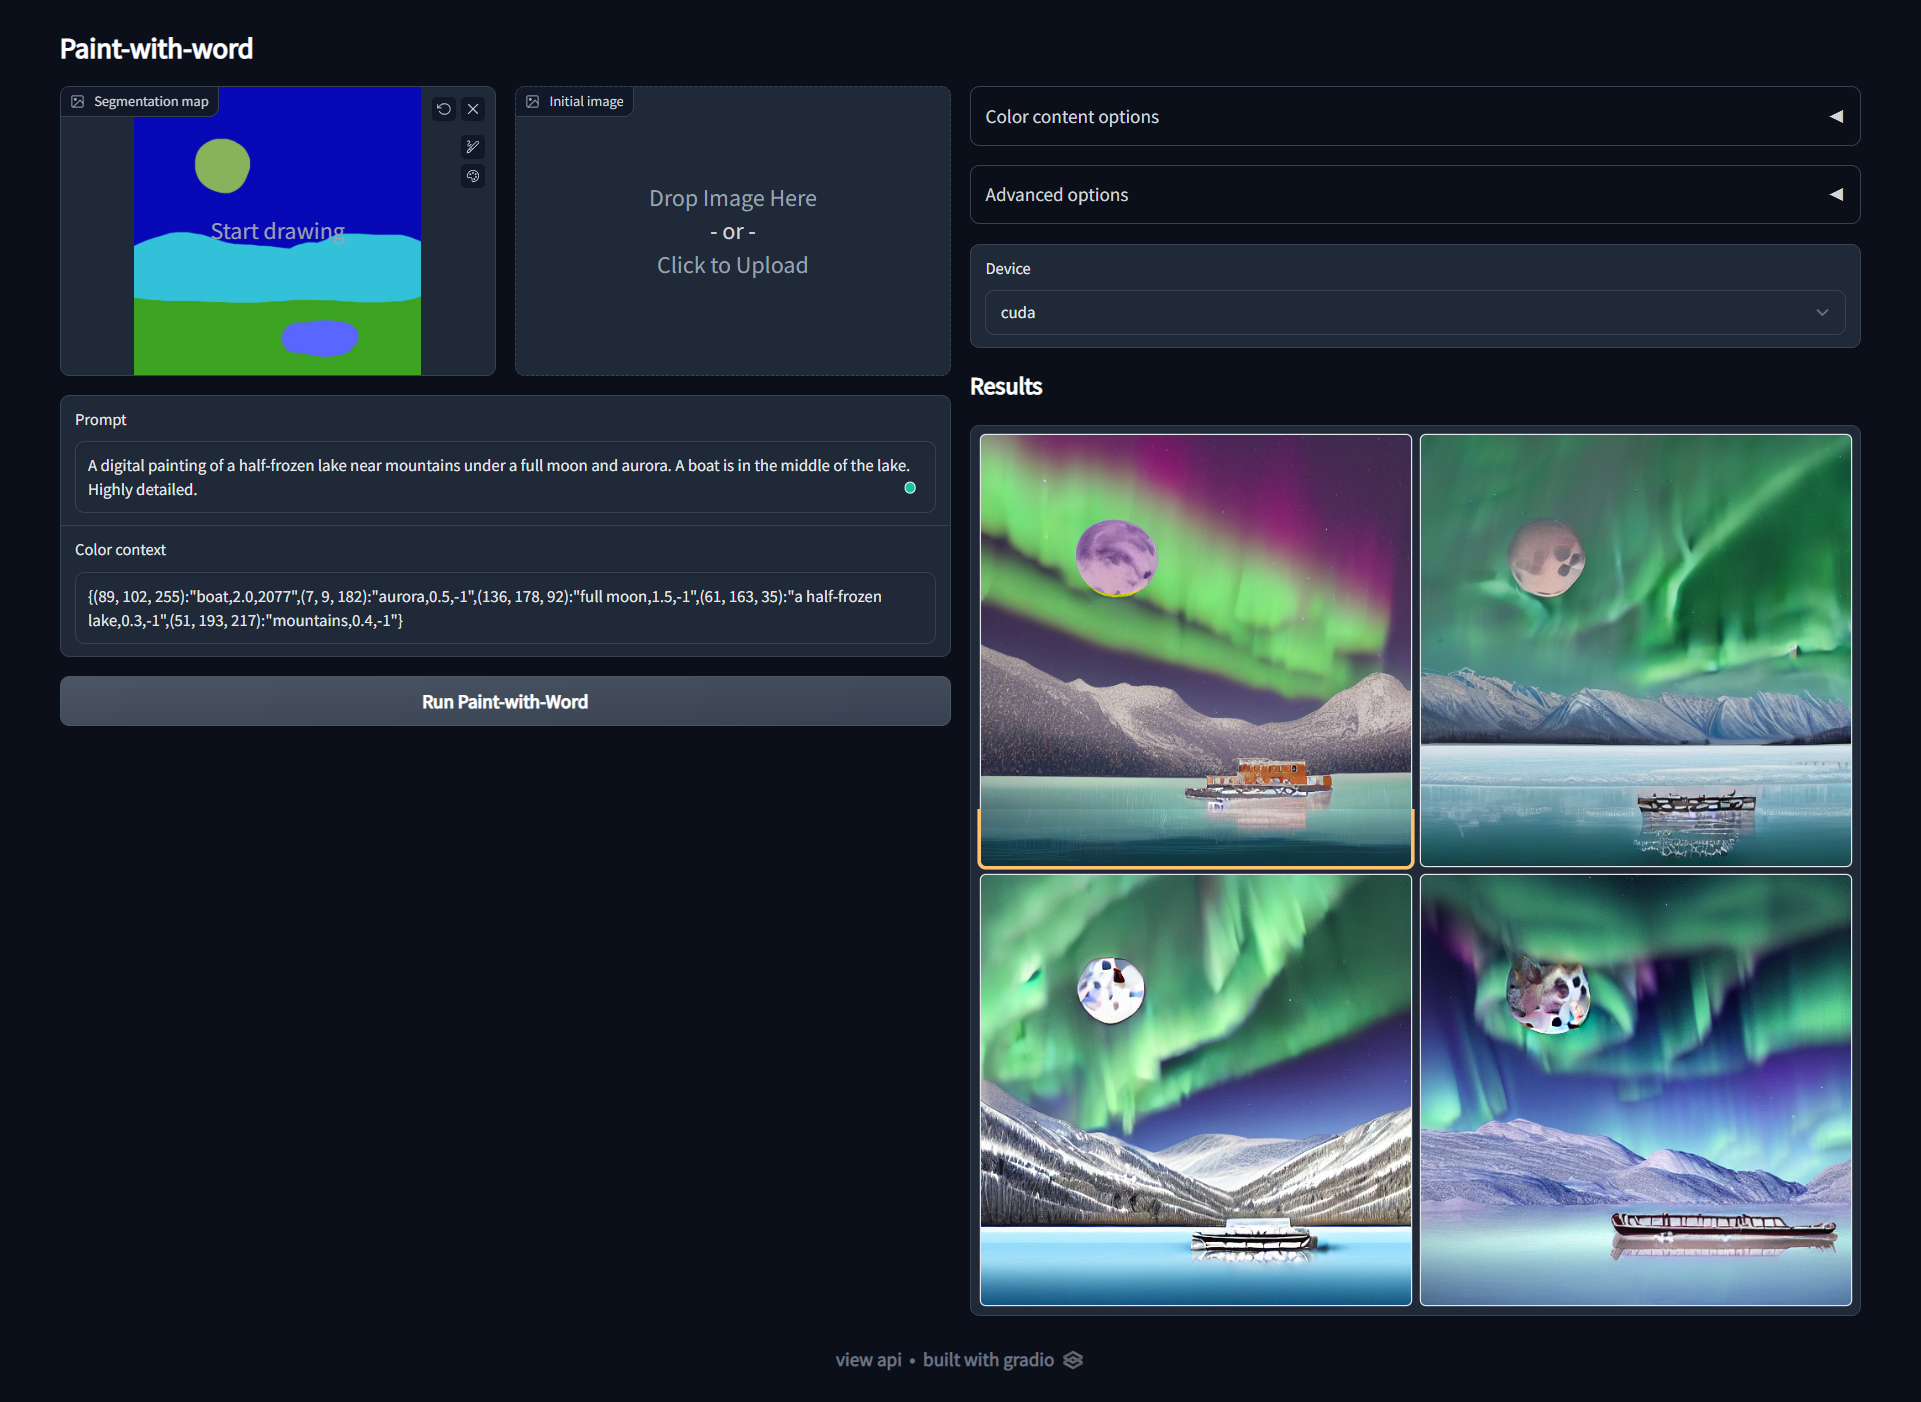 Paint-with-word
Segmentation map
Start drawing
Initial image
Drop Image Here
- or -
Click to Upload
Prompt
A digital painting of a half-frozen lake near mountains under a full moon and aurora. A boat is in the middle of the lake.
Highly detailed.
Color context
{(89, 102, 255):"boat,2.0,2077",(7, 9, 182):"aurora,0.5,-1",(136, 178, 92):"full moon,1.5,-1",(61, 163, 35):"a half-frozen
lake,0.3,-1",(51, 193, 217):"mountains,0.4,-1"}
Run Paint-with-Word
Color content options
Advanced options
Device
cuda
Results
view api • built with gradio